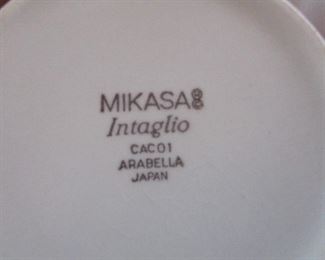 MIKASA
Intaglio
CAC01
ARABELLA
JAPAN